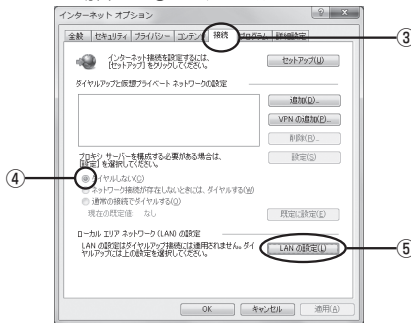 インターネット オプション
全般 セキュリティ プライバシー コンテンツ 接続 プログラム 詳細設定
③
インターネット接続を設定するには、
[セットアップ] をクリックしてください。
セットアップ(U)
ダイヤルアップと仮想プライベート ネットワークの設定
追加(D)...
VPN の追加(P)...
削除(R)...
プロキシ サーバーを構成する必要がある場合は、
[設定] を選択してください。
設定(S)
④
ダイヤルしない(C)
ネットワーク接続が存在しないときには、ダイヤルする(W)
通常の接続でダイヤルする(O)
現在の既定値 なし
既定に設定(E)
ローカル エリア ネットワーク (LAN) の設定
LAN の設定はダイヤルアップ接続には適用されません。ダイ
ヤルアップには上の設定を選択してください。
LAN の設定(L)
⑤
OK キャンセル 適用(A)